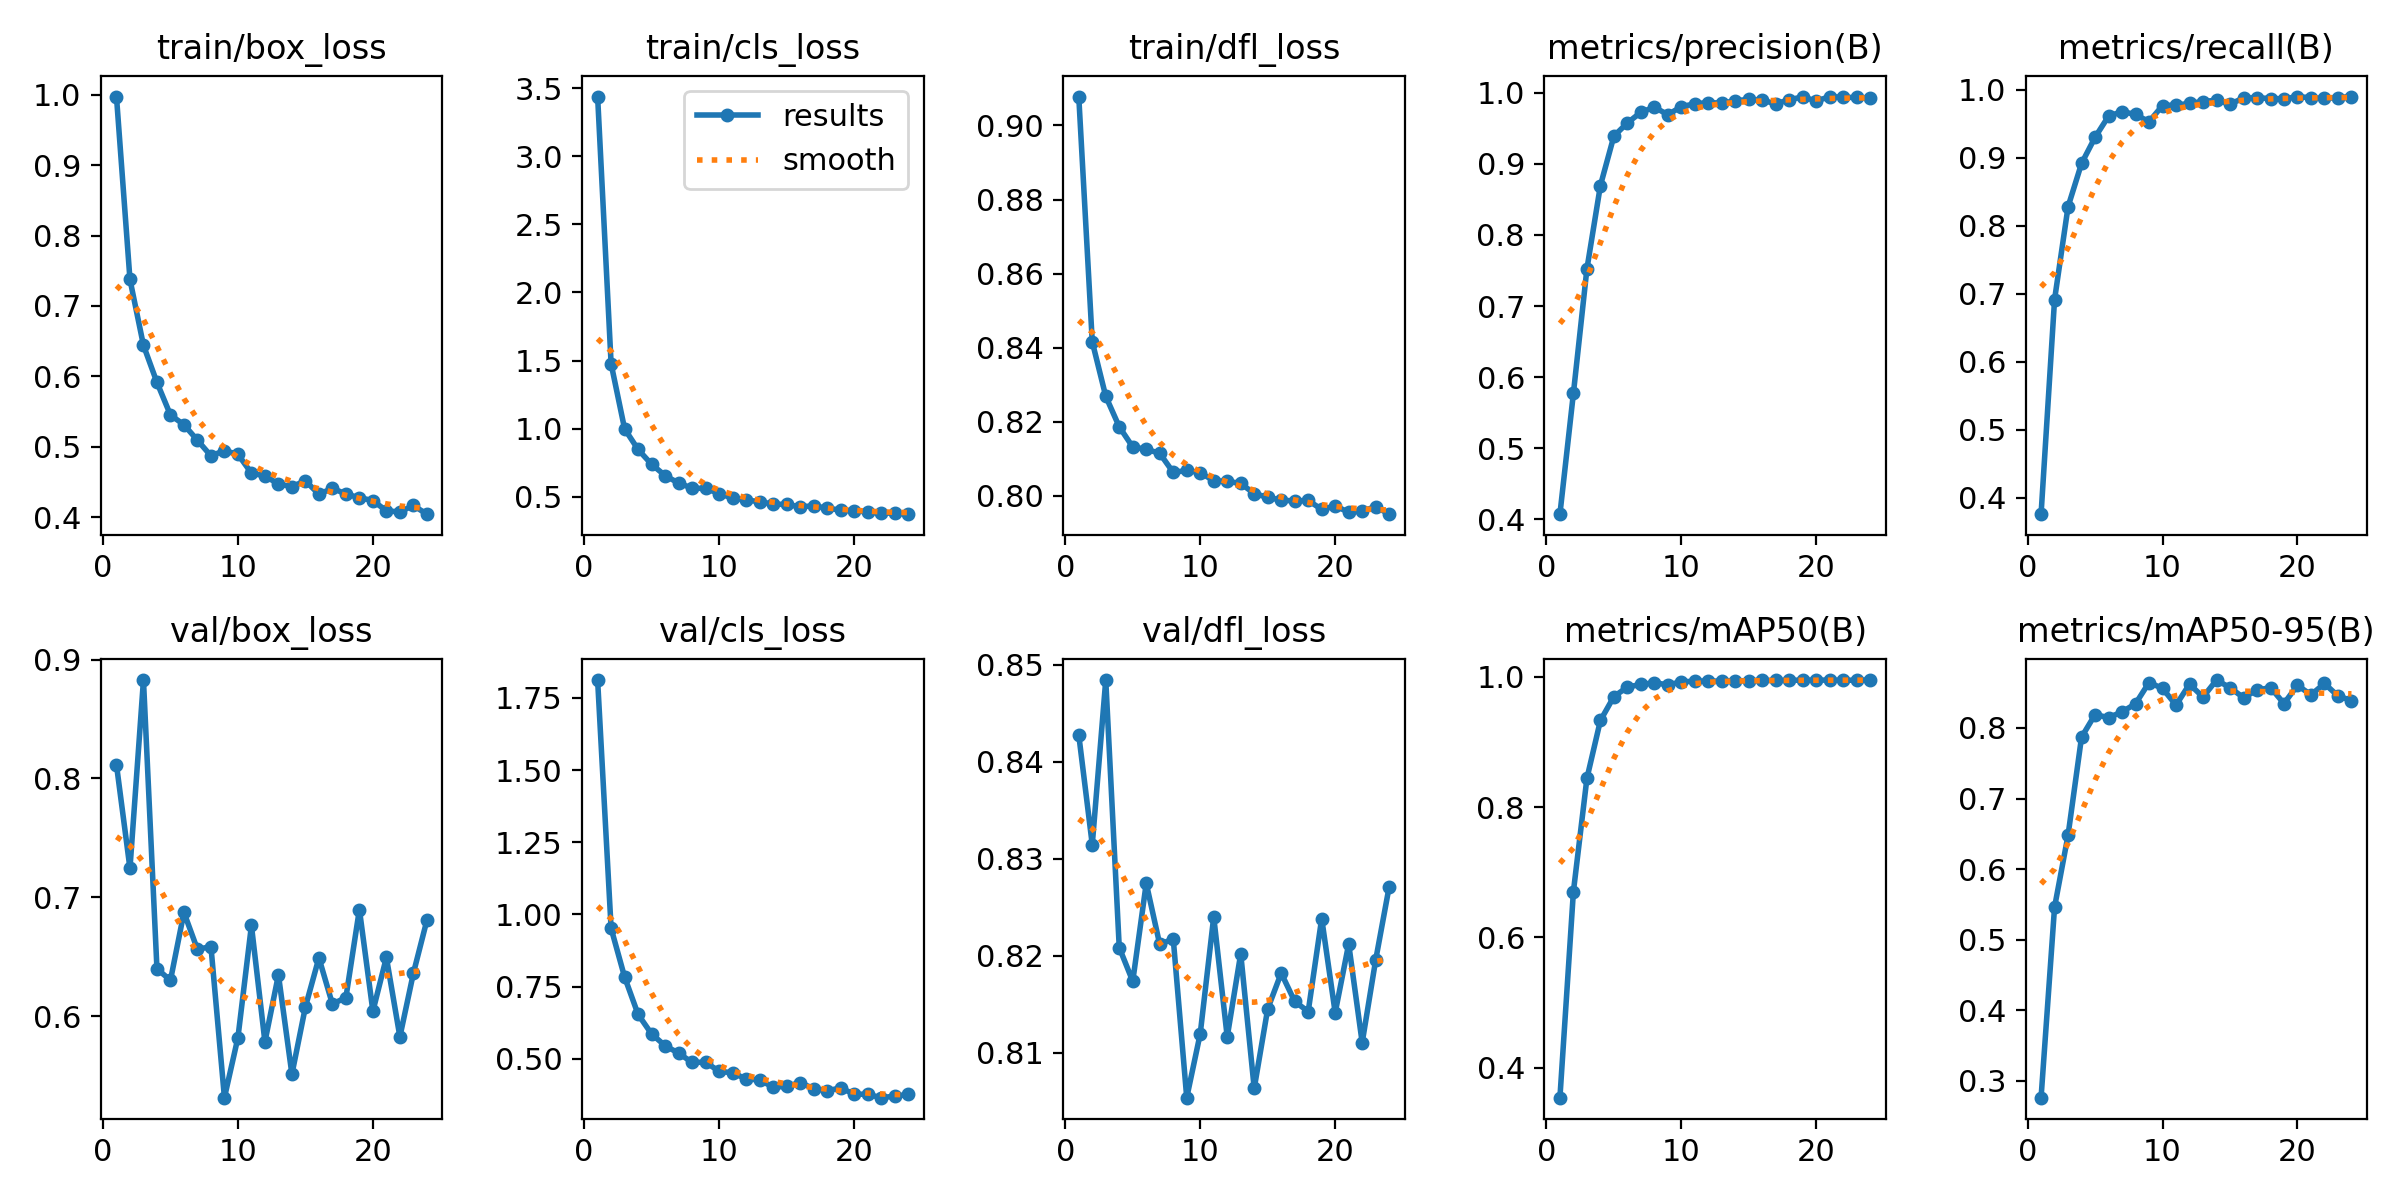 train/box_loss
1.0
0.9
0.8
0.7
0.6
0.5
0.4
0 10 20
train/cls_loss
results
smooth
3.5
3.0
2.5
2.0
1.5
1.0
0.5
0 10 20
train/dfl_loss
0.90
0.88
0.86
0.84
0.82
0.80
0 10 20
metrics/precision(B)
1.0
0.9
0.8
0.7
0.6
0.5
0.4
0 10 20
metrics/recall(B)
1.0
0.9
0.8
0.7
0.6
0.5
0.4
0 10 20
val/box_loss
0.9
0.8
0.7
0.6
0 10 20
val/cls_loss
1.75
1.50
1.25
1.00
0.75
0.50
0 10 20
val/dfl_loss
0.85
0.84
0.83
0.82
0.81
0 10 20
metrics/mAP50(B)
1.0
0.8
0.6
0.4
0 10 20
metrics/mAP50-95(B)
0.8
0.7
0.6
0.5
0.4
0.3
0 10 20